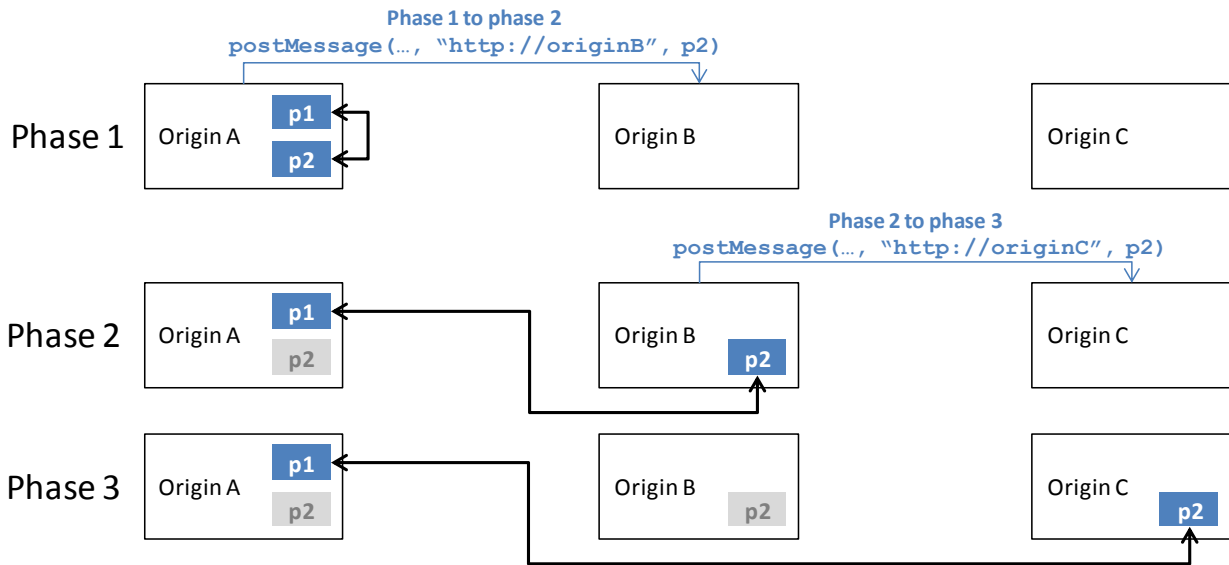 Phase 1 to phase 2
postMessage(…, “http://originB”, p2)
Phase 1
Origin A
p1
p2
Origin B
Origin C
Phase 2 to phase 3
postMessage(…, “http://originC”, p2)
Phase 2
Origin A
p1
p2
Origin B
p2
Origin C
Phase 3
Origin A
p1
p2
Origin B
p2
Origin C
p2